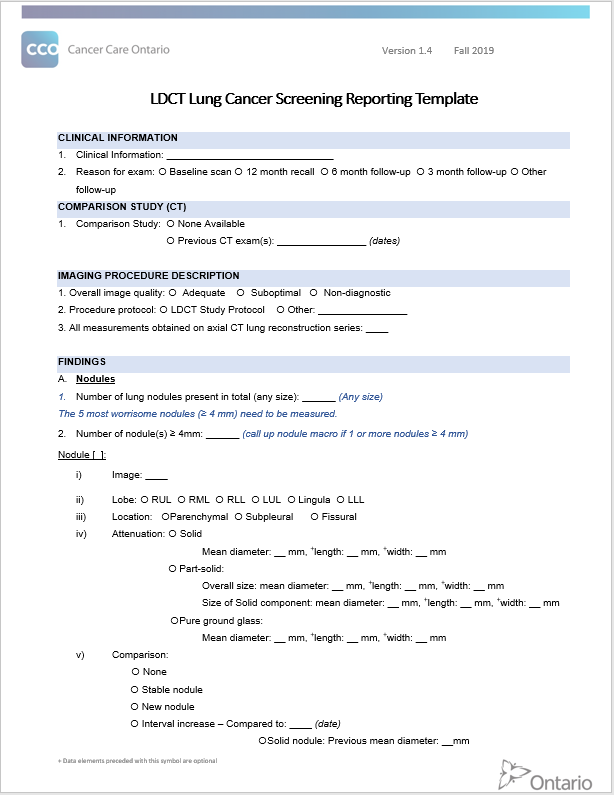 CCO Cancer Care Ontario
Version 1.4 Fall 2019
LDCT Lung Cancer Screening Reporting Template
CLINICAL INFORMATION
1. Clinical Information: ______________________________
2. Reason for exam: O Baseline scan O 12 month recall O 6 month follow-up O 3 month follow-up O Other
follow-up
COMPARISON STUDY (CT)
1. Comparison Study: O None Available
O Previous CT exam(s): ________________ (dates)
IMAGING PROCEDURE DESCRIPTION
1. Overall image quality: O Adequate O Suboptimal O Non-diagnostic
2. Procedure protocol: O LDCT Study Protocol O Other: ________________
3. All measurements obtained on axial CT lung reconstruction series: ____
FINDINGS
A. Nodules
1. Number of lung nodules present in total (any size): ______ (Any size)
The 5 most worrisome nodules (≥ 4 mm) need to be measured.
2. Number of nodule(s) ≥ 4mm: ______ (call up nodule macro if 1 or more nodules ≥ 4 mm)
Nodule [ ]:
i) Image: ____
ii) Lobe: O RUL O RML O RLL O LUL O Lingula O LLL
iii) Location: O Parenchymal O Subpleural O Fissural
iv) Attenuation: O Solid
Mean diameter: __ mm, +length: __ mm, +width: __ mm
O Part-solid:
Overall size: mean diameter: __ mm, +length: __ mm, +width: __ mm
Size of Solid component: mean diameter: __ mm, +length: __ mm, +width: __ mm
O Pure ground glass:
Mean diameter: __ mm, +length: __ mm, +width: __ mm
v) Comparison:
O None
O Stable nodule
O New nodule
O Interval increase – Compared to: ____ (date)
O Solid nodule: Previous mean diameter: __mm
+ Data elements preceded with this symbol are optional
Ontario